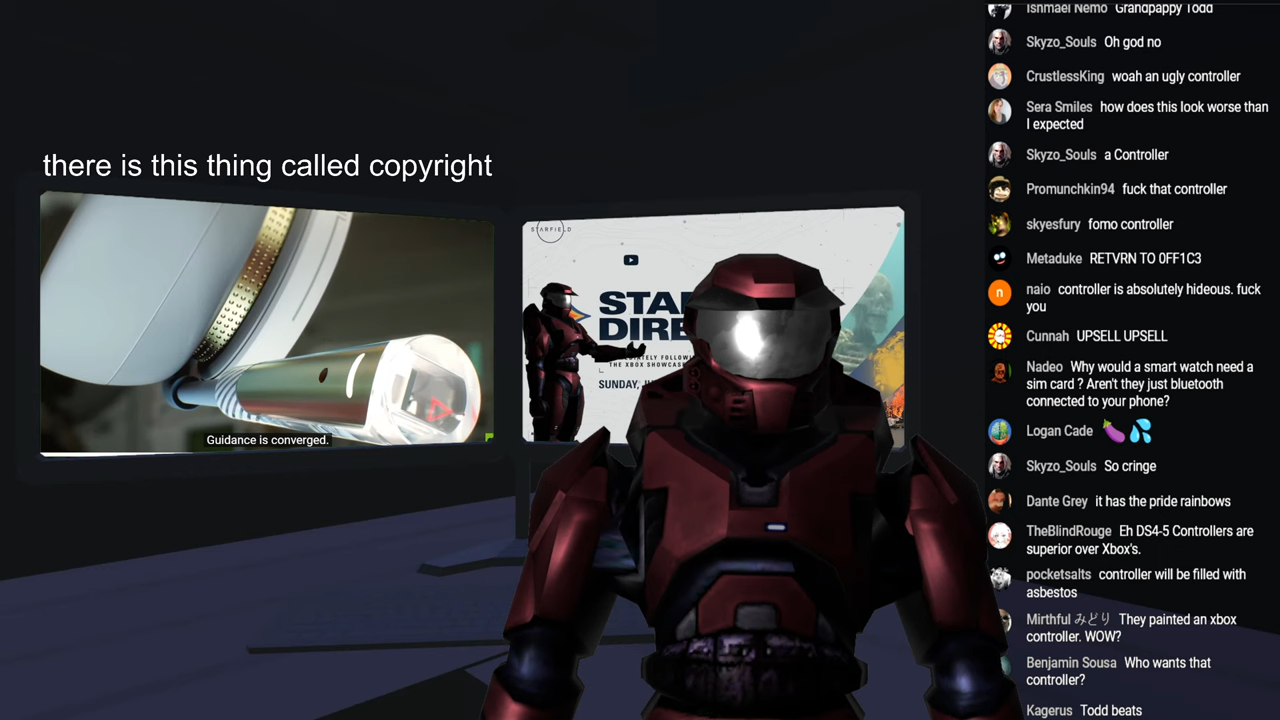 there is this thing called copyright
Guidance is converged.
STARFIELD
STAR
DIRE
THE XBOX SHOWCASE
SUNDAY,
Ishmael Nemo Grandpappy Todd
Skyzo_Souls Oh god no
CrustlessKing woah an ugly controller
Sera Smiles how does this look worse than
I expected
Skyzo_Souls a Controller
Promunchkin94 fuck that controller
skyesfury fomo controller
Metaduke RETVRN TO 0FF1C3
n
naio controller is absolutely hideous. fuck
you
Cunnah UPSELL UPSELL
Nadeo Why would a smart watch need a
sim card ? Aren't they just bluetooth
connected to your phone?
Logan Cade 🍆💦
Skyzo_Souls So cringe
Dante Grey it has the pride rainbows
TheBlindRouge Eh DS4-5 Controllers are
superior over Xbox's.
pocketsalts controller will be filled with
asbestos
Mirthful みどり They painted an xbox
controller. WOW?
Benjamin Sousa Who wants that
controller?
Kagerus Todd beats